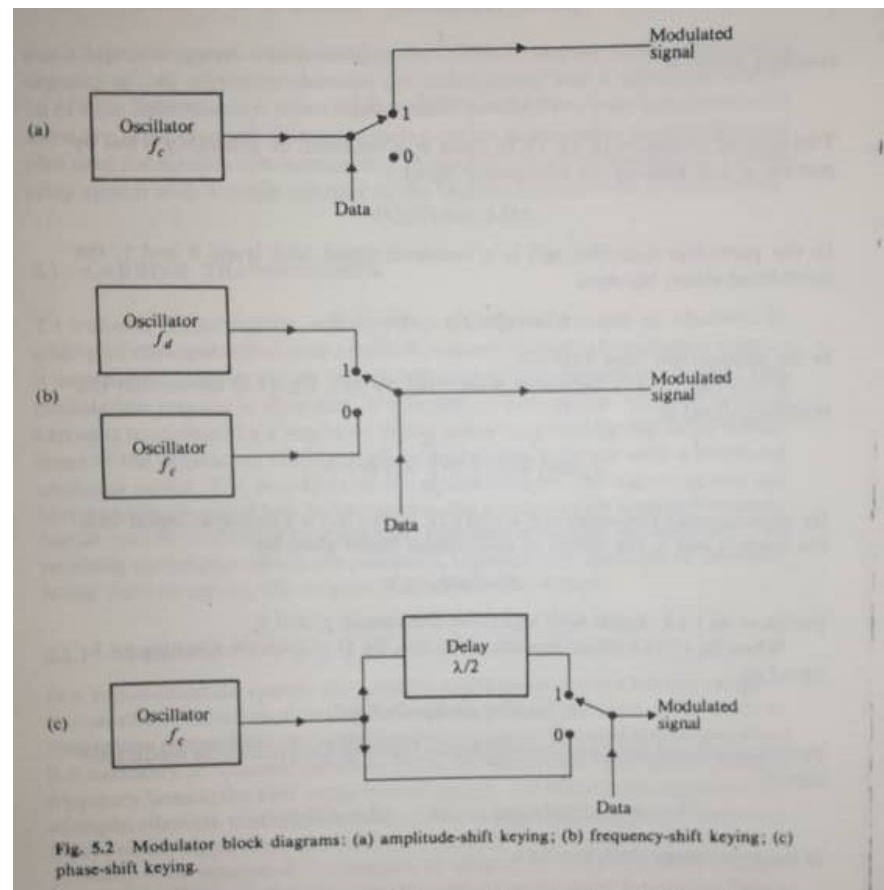 Modulated
signal
(a)
Oscillator
f_c
1
0
Data
Oscillator
f_d
(b)
1
0
Modulated
signal
Oscillator
f_c
Data
Delay
λ/2
(c)
Oscillator
f_c
1
0
Modulated
signal
Data
Fig. 5.2 Modulator block diagrams: (a) amplitude-shift keying; (b) frequency-shift keying; (c)
phase-shift keying.